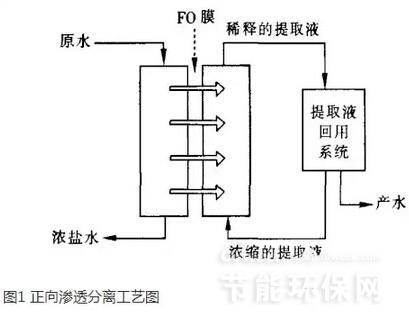 FO膜
原水
稀释的提取液
提取液
回用
系统
产水
浓盐水
浓缩的提取液
节能环保网
图1 正向渗透分离工艺图